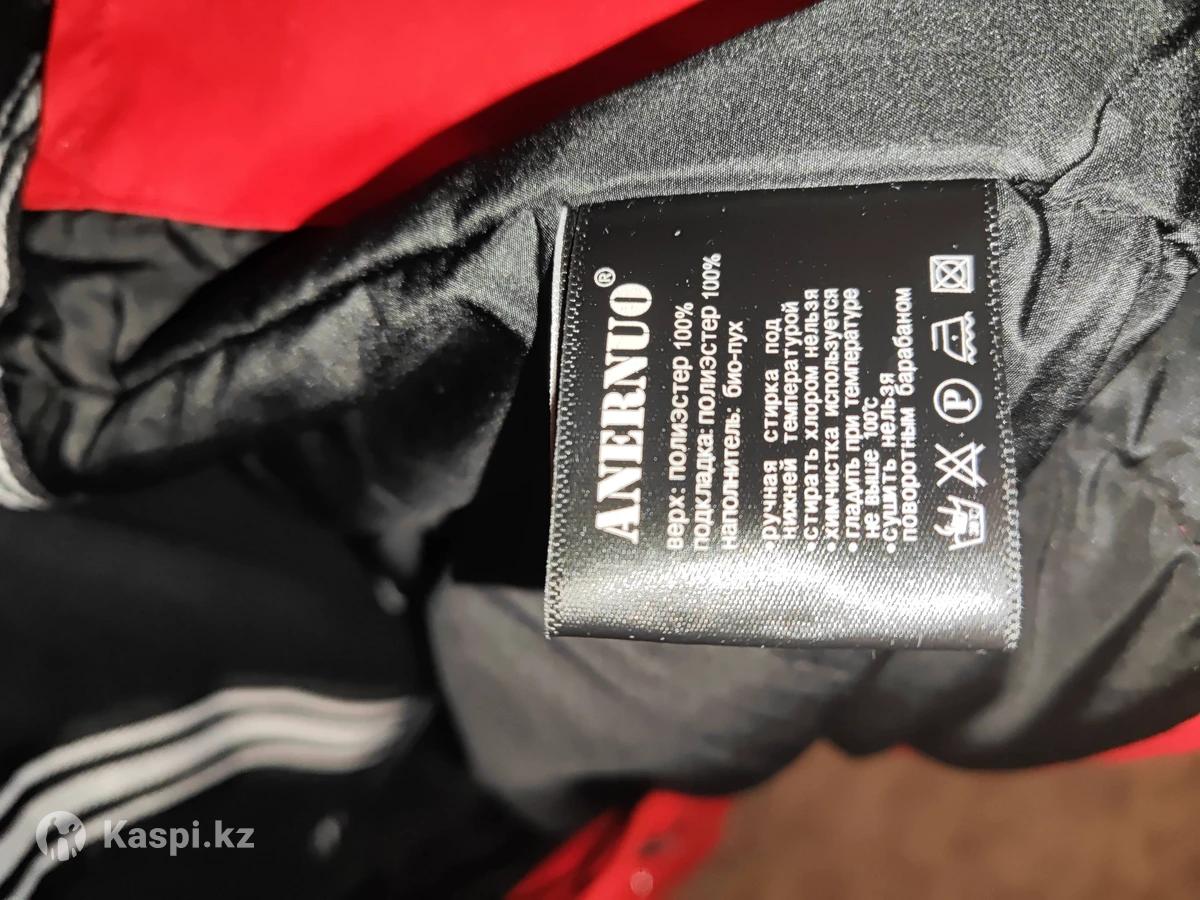 ANERNUO®
верх: полиэстер 100%
подкладка: полиэстер 100%
наполнитель: био-пух
•ручная стирка под
нижней температурой
•стирать хлором нельзя
•химчистка используется
•гладить при температуре
не выше 100°C
•сушить нельзя
поворотным барабаном
P
Kaspi.kz